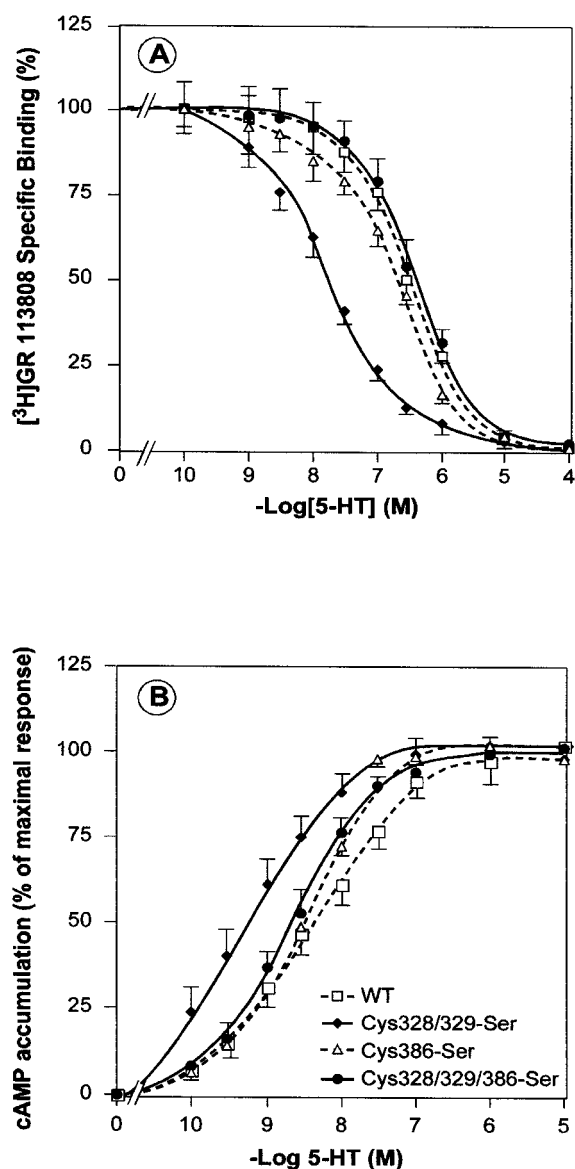 A
[³H]GR 113808 Specific Binding (%)
125
100
75
50
25
0
0 10 9 8 7 6 5 4
-Log[5-HT] (M)
B
cAMP accumulation (% of maximal response)
125
100
75
50
25
0
WT
Cys328/329-Ser
Cys386-Ser
Cys328/329/386-Ser
0 10 9 8 7 6 5
-Log 5-HT (M)